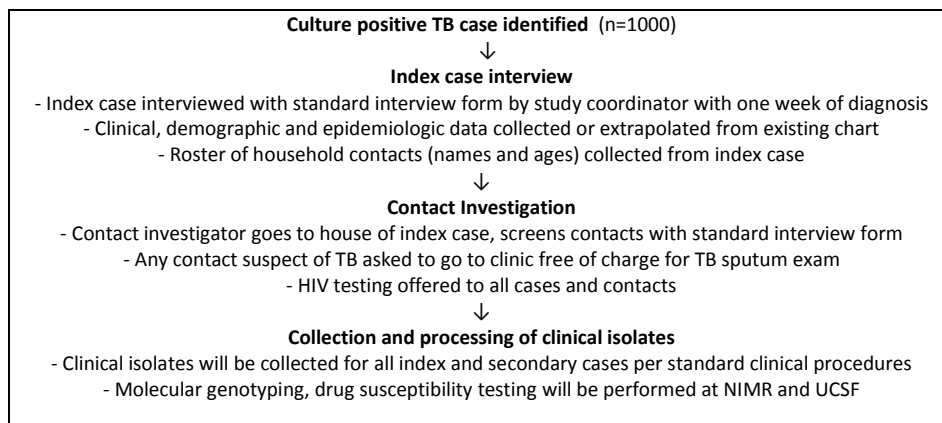 Culture positive TB case identified (n=1000)
↓
Index case interview
- Index case interviewed with standard interview form by study coordinator with one week of diagnosis
- Clinical, demographic and epidemiologic data collected or extrapolated from existing chart
- Roster of household contacts (names and ages) collected from index case
↓
Contact Investigation
- Contact investigator goes to house of index case, screens contacts with standard interview form
- Any contact suspect of TB asked to go to clinic free of charge for TB sputum exam
- HIV testing offered to all cases and contacts
↓
Collection and processing of clinical isolates
- Clinical isolates will be collected for all index and secondary cases per standard clinical procedures
- Molecular genotyping, drug susceptibility testing will be performed at NIMR and UCSF